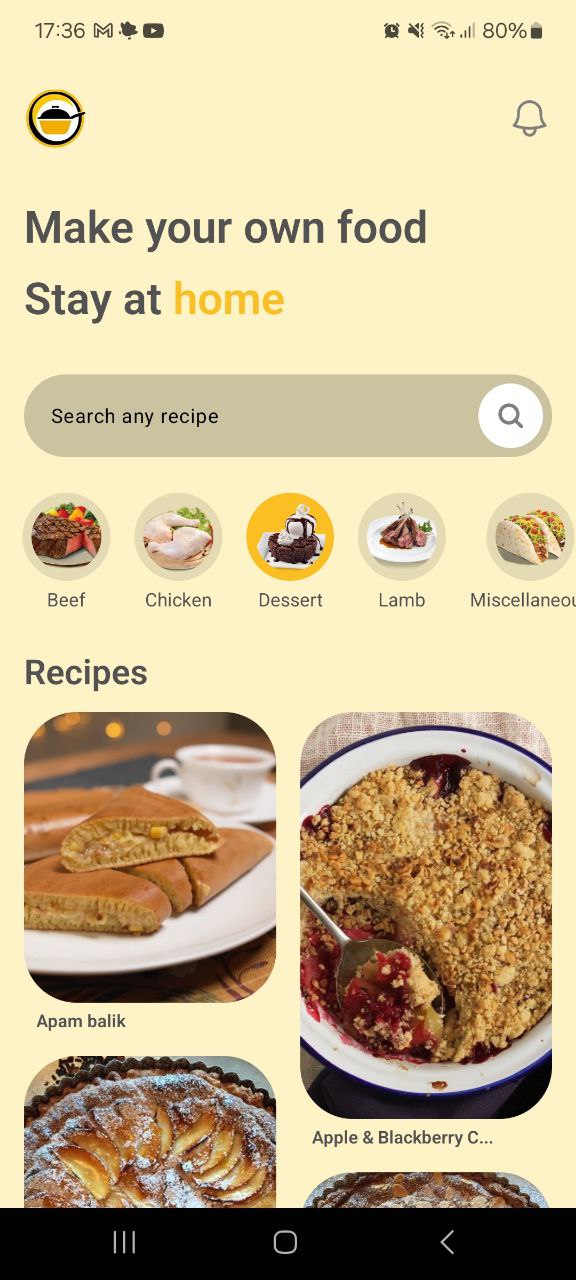 17:36 80%
Make your own food
Stay at home
Search any recipe
Beef Chicken Dessert Lamb Miscellaneou
Recipes
Apam balik
Apple & Blackberry C...